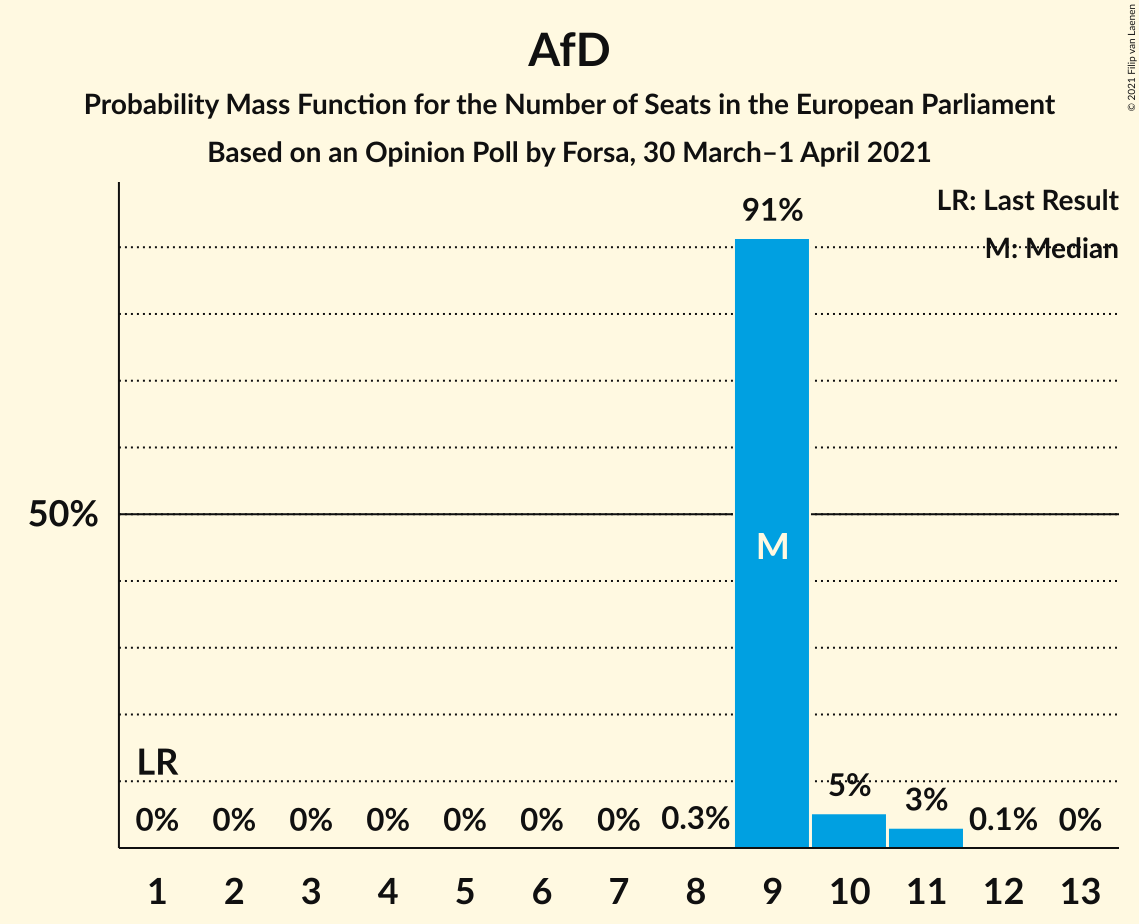 AfD
Probability Mass Function for the Number of Seats in the European Parliament
Based on an Opinion Poll by Forsa, 30 March–1 April 2021
© 2021 Filip van Laenen
LR: Last Result
M: Median
91%
50%
M
LR
0% 0% 0% 0% 0% 0% 0% 0.3% 5% 3% 0.1% 0%
1 2 3 4 5 6 7 8 9 10 11 12 13